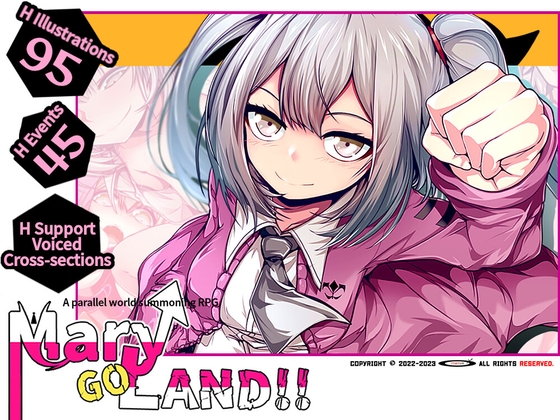 H Illustrations
95
H Events
45
H Support
Voiced
Cross-sections
A parallel world summoning RPG
Mary
GO LAND!!
COPYRIGHT © 2022-2023
ALL RIGHTS RESERVED.